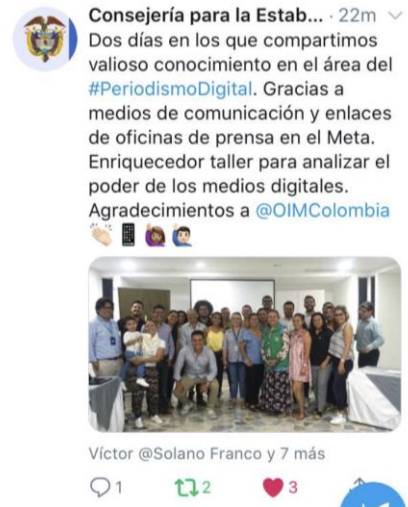 Consejería para la Estab... · 22m
Dos días en los que compartimos
valioso conocimiento en el área del
#PeriodismoDigital. Gracias a
medios de comunicación y enlaces
de oficinas de prensa en el Meta.
Enriquecedor taller para analizar el
poder de los medios digitales.
Agradecimientos a @OIMColombia
👏🏻📱🙋🏽‍♀️🙋🏻‍♂️
Víctor @Solano Franco y 7 más
1 2 3